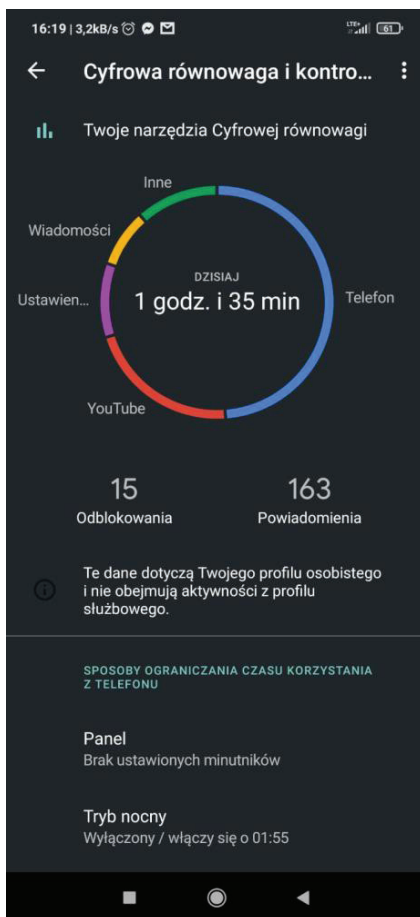 16:19 | 3,2kB/s
LTE+ 61
Cyfrowa równowaga i kontro...
Twoje narzędzia Cyfrowej równowagi
Inne
Wiadomości
DZISIAJ
1 godz. i 35 min
Ustawien...
Telefon
YouTube
15 163
Odblokowania Powiadomienia
Te dane dotyczą Twojego profilu osobistego
i nie obejmują aktywności z profilu
służbowego.
SPOSOBY OGRANICZANIA CZASU KORZYSTANIA
Z TELEFONU
Panel
Brak ustawionych minutników
Tryb nocny
Wyłączony / włączy się o 01:55